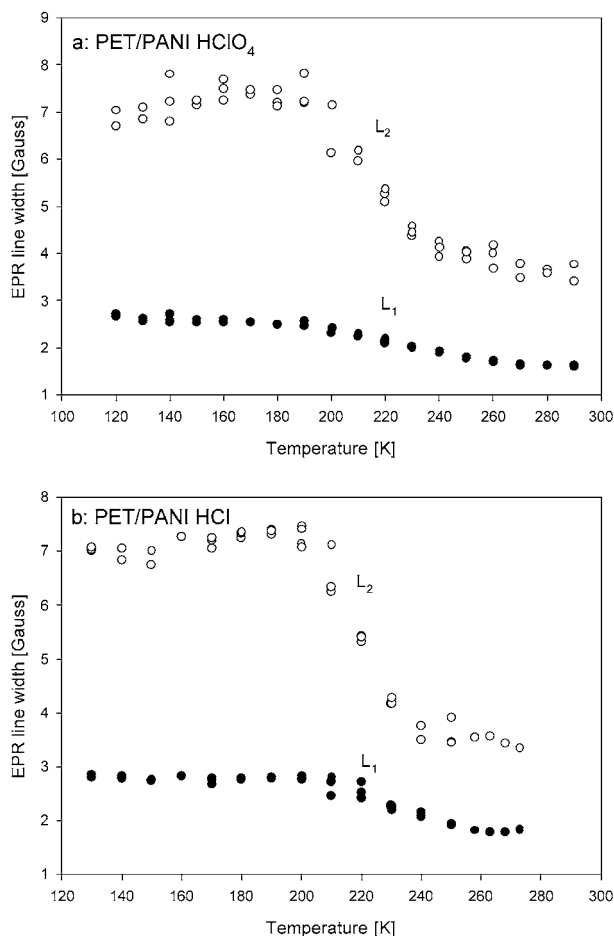 a: PET/PANI HClO4
9
8
7
6
5
4
3
2
1
EPR line width [Gauss]
L2
L1
100 120 140 160 180 200 220 240 260 280 300
Temperature [K]
b: PET/PANI HCl
8
7
6
5
4
3
2
1
EPR line width [Gauss]
L2
L1
120 140 160 180 200 220 240 260 280 300
Temperature [K]